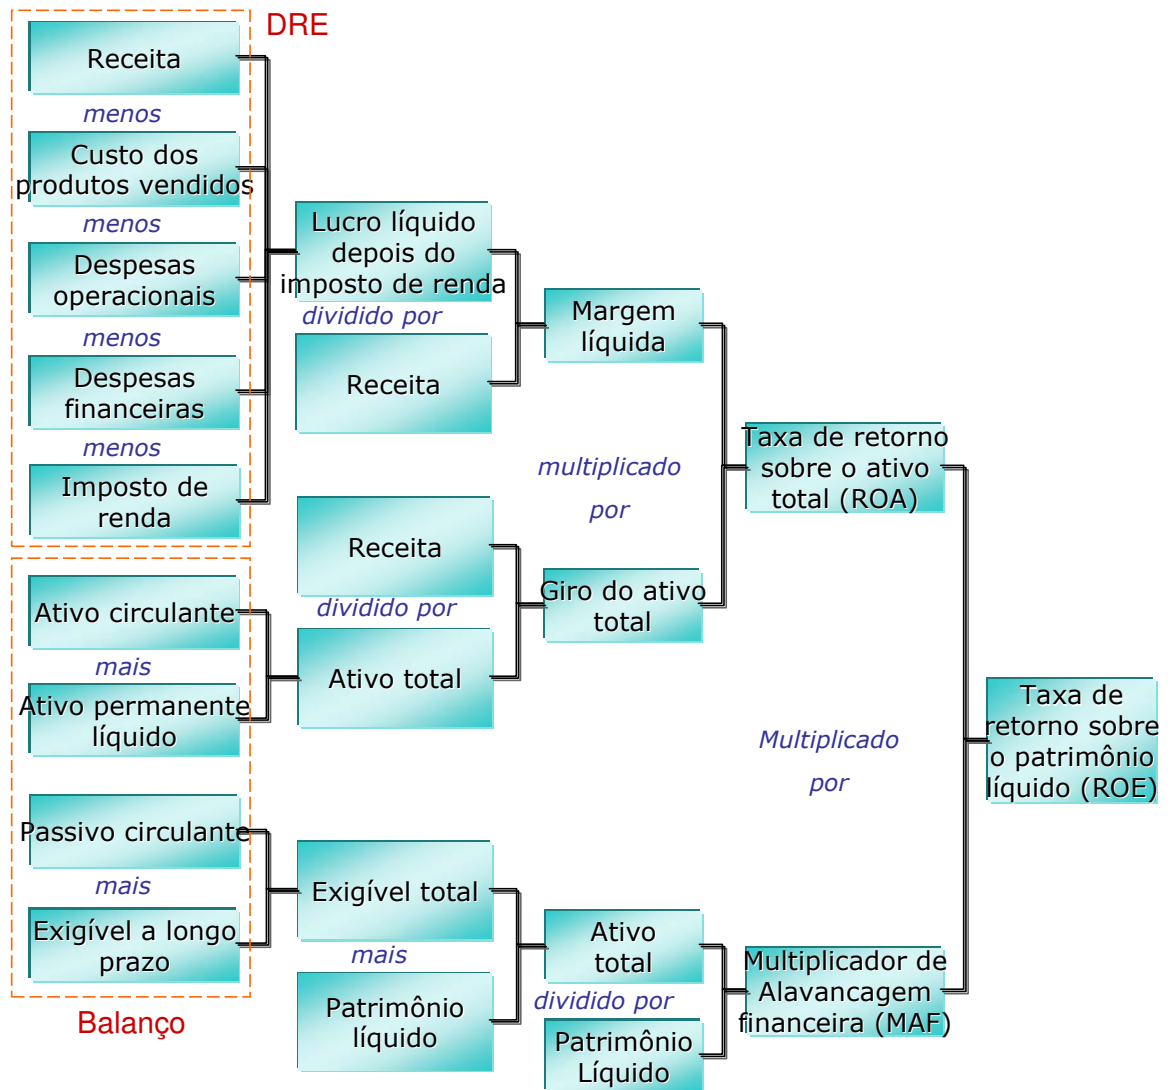 DRE
Receita
menos
Custo dos
produtos vendidos
menos
Despesas
operacionais
menos
Despesas
financeiras
menos
Imposto de
renda
Lucro líquido
depois do
imposto de renda
dividido por
Receita
Margem
líquida
multiplicado
por
Receita
dividido por
Ativo total
Giro do ativo
total
Taxa de retorno
sobre o ativo
total (ROA)
Ativo circulante
mais
Ativo permanente
líquido
Passivo circulante
mais
Exigível a longo
prazo
Balanço
Exigível total
mais
Patrimônio
líquido
Ativo
total
dividido por
Patrimônio
Líquido
Multiplicado
por
Multiplicador de
Alavancagem
financeira (MAF)
Taxa de
retorno sobre
o patrimônio
líquido (ROE)